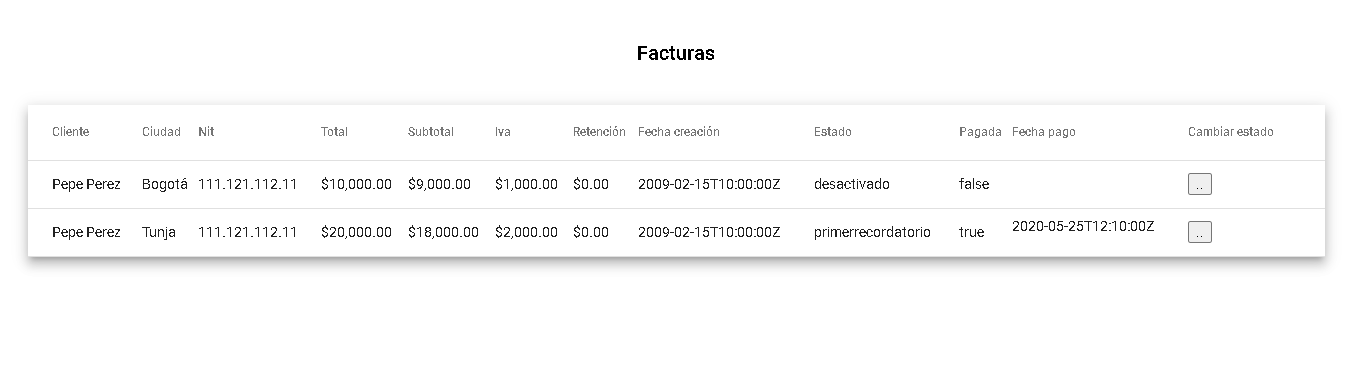 Facturas
Cliente Ciudad Nit Total Subtotal Iva Retención Fecha creación Estado Pagada Fecha pago Cambiar estado
Pepe Perez Bogotá 111.121.112.11 $10,000.00 $9,000.00 $1,000.00 $0.00 2009-02-15T10:00:00Z desactivado false ..
Pepe Perez Tunja 111.121.112.11 $20,000.00 $18,000.00 $2,000.00 $0.00 2009-02-15T10:00:00Z primerrecordatorio true 2020-05-25T12:10:00Z ..